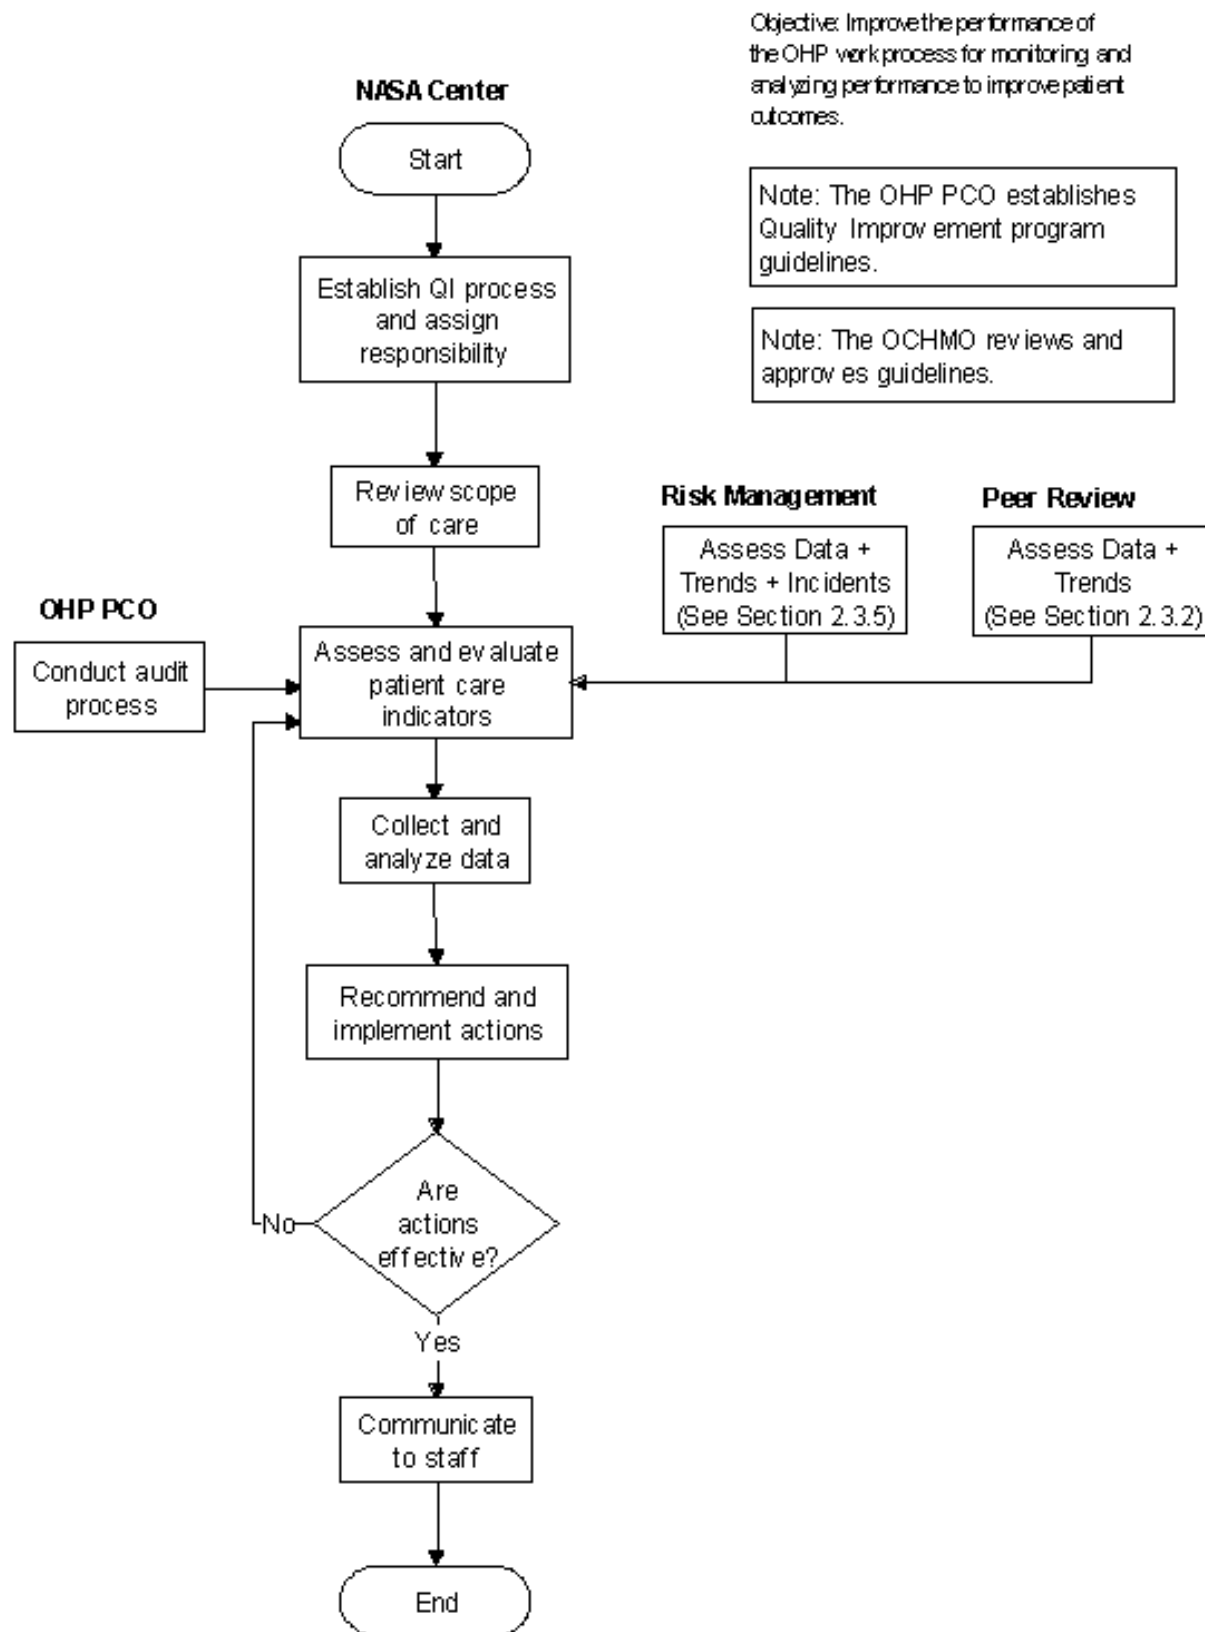 Objective: Improve the performance of
the OHP work process for monitoring and
analyzing performance to improve patient
outcomes.
NASA Center
Start
Note: The OHP PCO establishes
Quality Improvement program
guidelines.
Establish QI process
and assign
responsibility
Note: The OCHMO reviews and
approves guidelines.
Review scope
of care
Risk Management
Assess Data +
Trends + Incidents
(See Section 2.3.5)
Peer Review
Assess Data +
Trends
(See Section 2.3.2)
OHP PCO
Conduct audit
process
Assess and evaluate
patient care
indicators
Collect and
analyze data
Recommend and
implement actions
Are
actions
effective?
No
Yes
Communicate
to staff
End